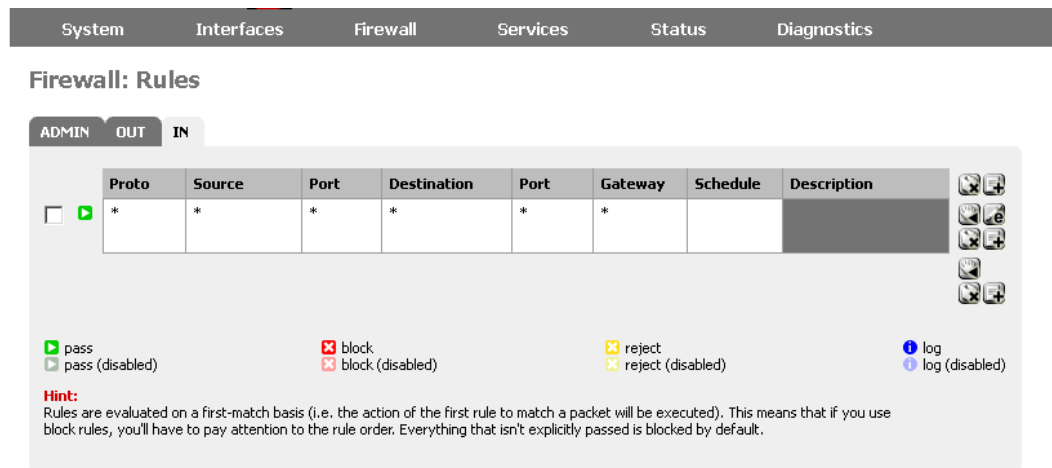 System Interfaces Firewall Services Status Diagnostics
Firewall: Rules
ADMIN OUT IN
Proto Source Port Destination Port Gateway Schedule Description
* * * * * *
pass block reject log
pass (disabled) block (disabled) reject (disabled) log (disabled)
Hint:
Rules are evaluated on a first-match basis (i.e. the action of the first rule to match a packet will be executed). This means that if you use
block rules, you'll have to pay attention to the rule order. Everything that isn't explicitly passed is blocked by default.